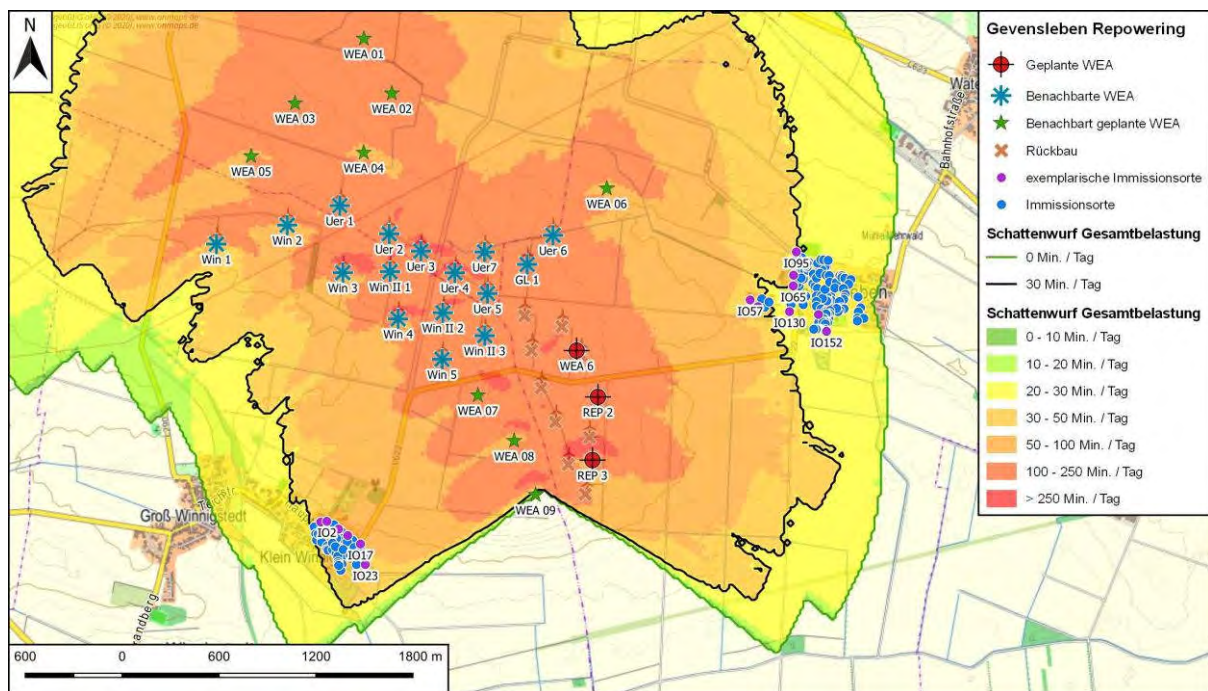 N
Gevensleben Repowering
Geplante WEA
Benachbarte WEA
Benachbart geplante WEA
Rückbau
exemplarische Immissionsorte
Immissionsorte
Schattenwurf Gesamtbelastung
0 Min. / Tag
30 Min. / Tag
Schattenwurf Gesamtbelastung
0 - 10 Min. / Tag
10 - 20 Min. / Tag
20 - 30 Min. / Tag
30 - 50 Min. / Tag
50 - 100 Min. / Tag
100 - 250 Min. / Tag
> 250 Min. / Tag
WEA 01
WEA 02
WEA 03
WEA 04
WEA 05
WEA 06
Uer 1
Win 2
Win 1
Uer 2
Uer 3
Uer7
Uer 6
GL 1
Win 3
Win II 1
Uer 4
Uer 5
Win 4
Win II 2
Win II 3
Win 5
WEA 6
WEA 07
REP 2
WEA 08
REP 3
WEA 09
IO95
IO65
IO57
IO130
IO152
IO2
IO17
IO23
Bahnhofstraße
Groß Winnigstedt
Klein Win
600 0 600 1200 1800 m